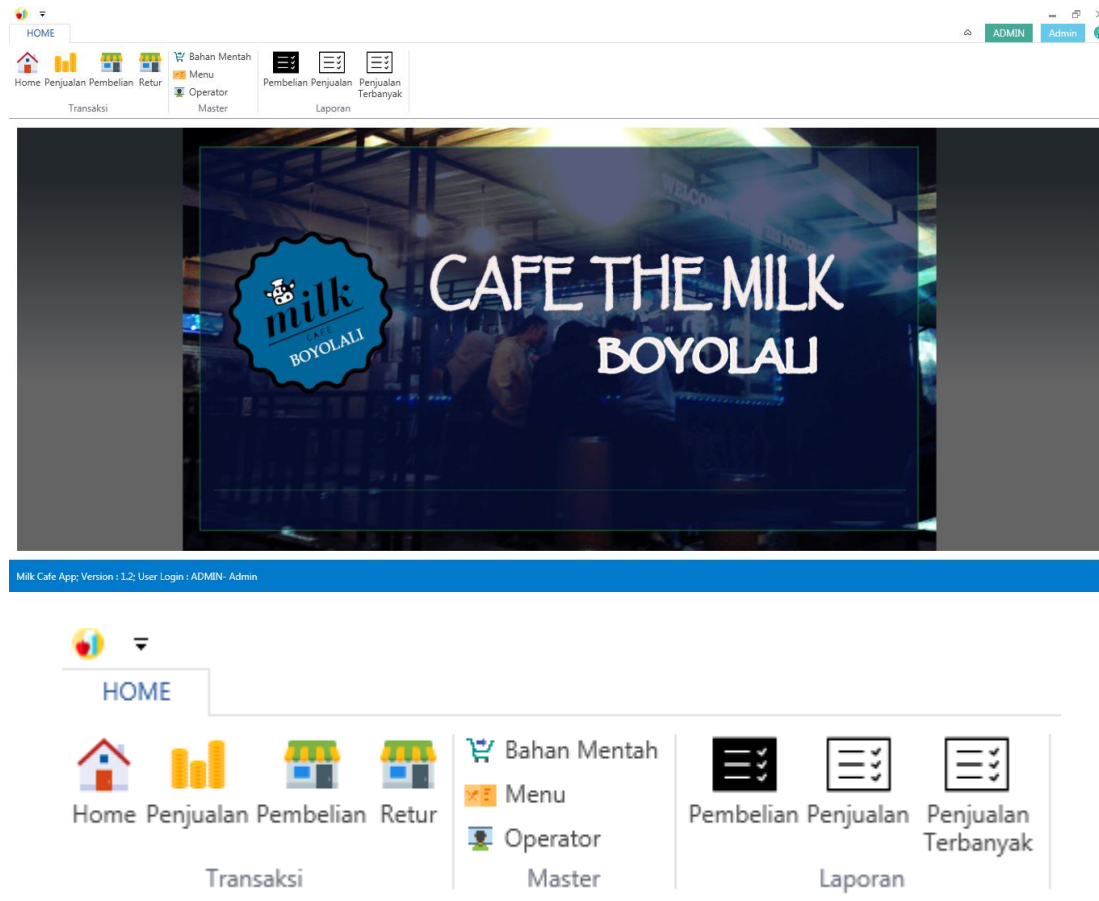 HOME
ADMIN Admin
Home Penjualan Pembelian Retur
Transaksi
Bahan Mentah
Menu
Operator
Master
Pembelian Penjualan Penjualan
Terbanyak
Laporan
WELCOME
milk
CAFE
BOYOLALI
CAFE THE MILK
BOYOLALI
Milk Cafe App; Version : 1.2; User Login : ADMIN- Admin
HOME
Home Penjualan Pembelian Retur
Transaksi
Bahan Mentah
Menu
Operator
Master
Pembelian Penjualan Penjualan
Terbanyak
Laporan